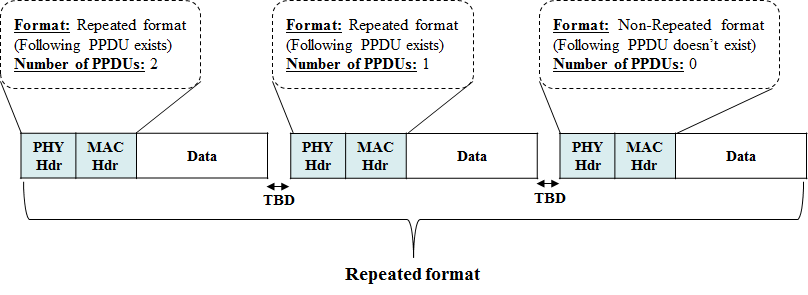 Format: Repeated format
(Following PPDU exists)
Number of PPDUs: 2
Format: Repeated format
(Following PPDU exists)
Number of PPDUs: 1
Format: Non-Repeated format
(Following PPDU doesn't exist)
Number of PPDUs: 0
PHY Hdr
MAC Hdr
Data
PHY Hdr
MAC Hdr
Data
PHY Hdr
MAC Hdr
Data
TBD
TBD
Repeated format